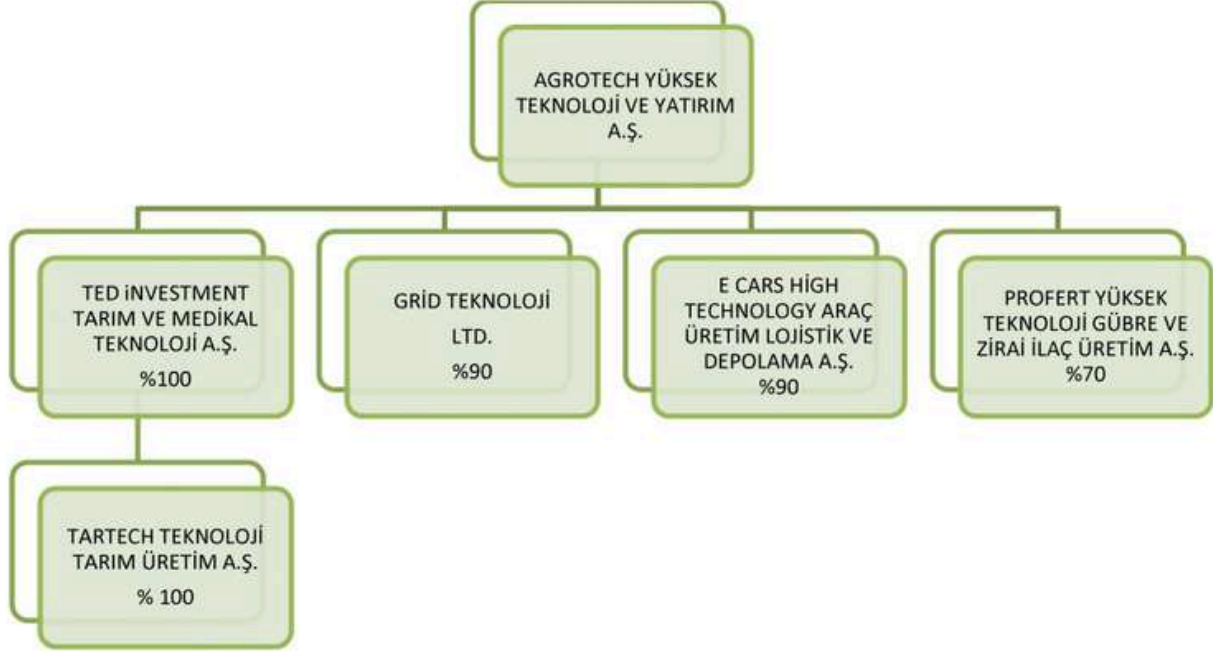 AGROTECH YÜKSEK
TEKNOLOJİ VE YATIRIM
A.Ş.
TED iNVESTMENT
TARIM VE MEDİKAL
TEKNOLOJİ A.Ş.
%100
GRİD TEKNOLOJİ
LTD.
%90
E CARS HİGH
TECHNOLOGY ARAÇ
ÜRETİM LOJİSTİK VE
DEPOLAMA A.Ş.
%90
PROFERT YÜKSEK
TEKNOLOJİ GÜBRE VE
ZİRAİ İLAÇ ÜRETİM A.Ş.
%70
TARTECH TEKNOLOJİ
TARIM ÜRETİM A.Ş.
% 100